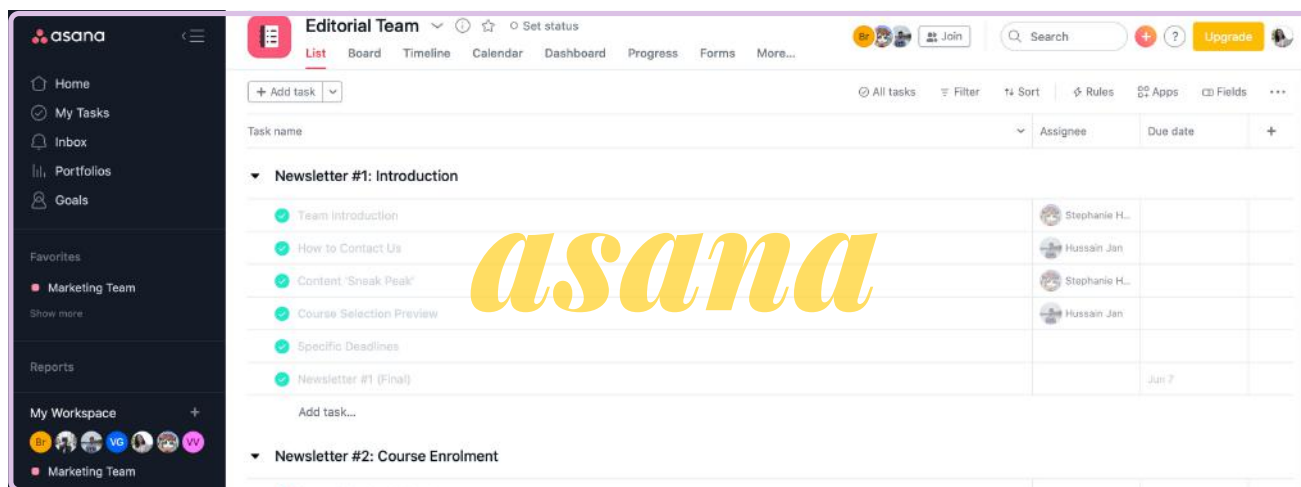 asana
Home
My Tasks
Inbox
Portfolios
Goals
Favorites
Marketing Team
Show more
Reports
My Workspace +
Br VG VV
Marketing Team
Editorial Team Set status
List Board Timeline Calendar Dashboard Progress Forms More...
Br Join Search + ? Upgrade
+ Add task All tasks Filter Sort Rules Apps Fields ...
Task name Assignee Due date +
Newsletter #1: Introduction
Team Introduction Stephanie H...
How to Contact Us Hussain Jan
Content 'Sneak Peak' Stephanie H...
Course Selection Preview Hussain Jan
Specific Deadlines
Newsletter #1 (Final) Jun 7
Add task...
Newsletter #2: Course Enrolment
asana